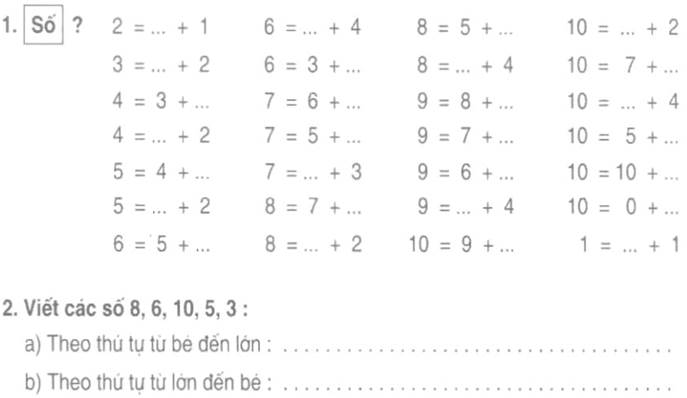 1. Số ? 2 = ... + 1 6 = ... + 4 8 = 5 + ... 10 = ... + 2
3 = ... + 2 6 = 3 + ... 8 = ... + 4 10 = 7 + ...
4 = 3 + ... 7 = 6 + ... 9 = 8 + ... 10 = ... + 4
4 = ... + 2 7 = 5 + ... 9 = 7 + ... 10 = 5 + ...
5 = 4 + ... 7 = ... + 3 9 = 6 + ... 10 = 10 + ...
5 = ... + 2 8 = 7 + ... 9 = ... + 4 10 = 0 + ...
6 = 5 + ... 8 = ... + 2 10 = 9 + ... 1 = ... + 1
2. Viết các số 8, 6, 10, 5, 3 :
a) Theo thứ tự từ bé đến lớn : ........................................
b) Theo thứ tự từ lớn đến bé : ........................................